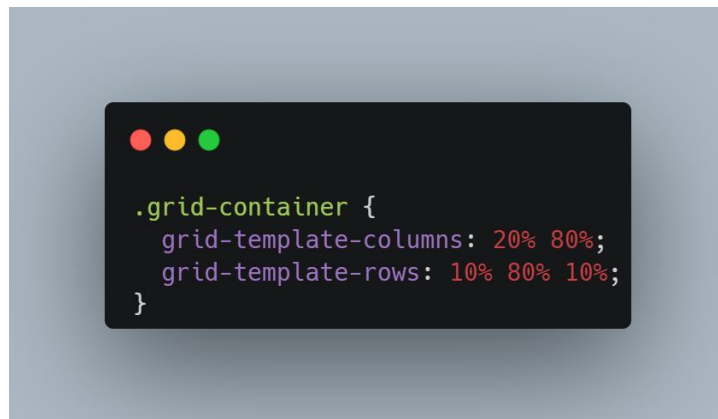 .grid-container {
  grid-template-columns: 20% 80%;
  grid-template-rows: 10% 80% 10%;
}